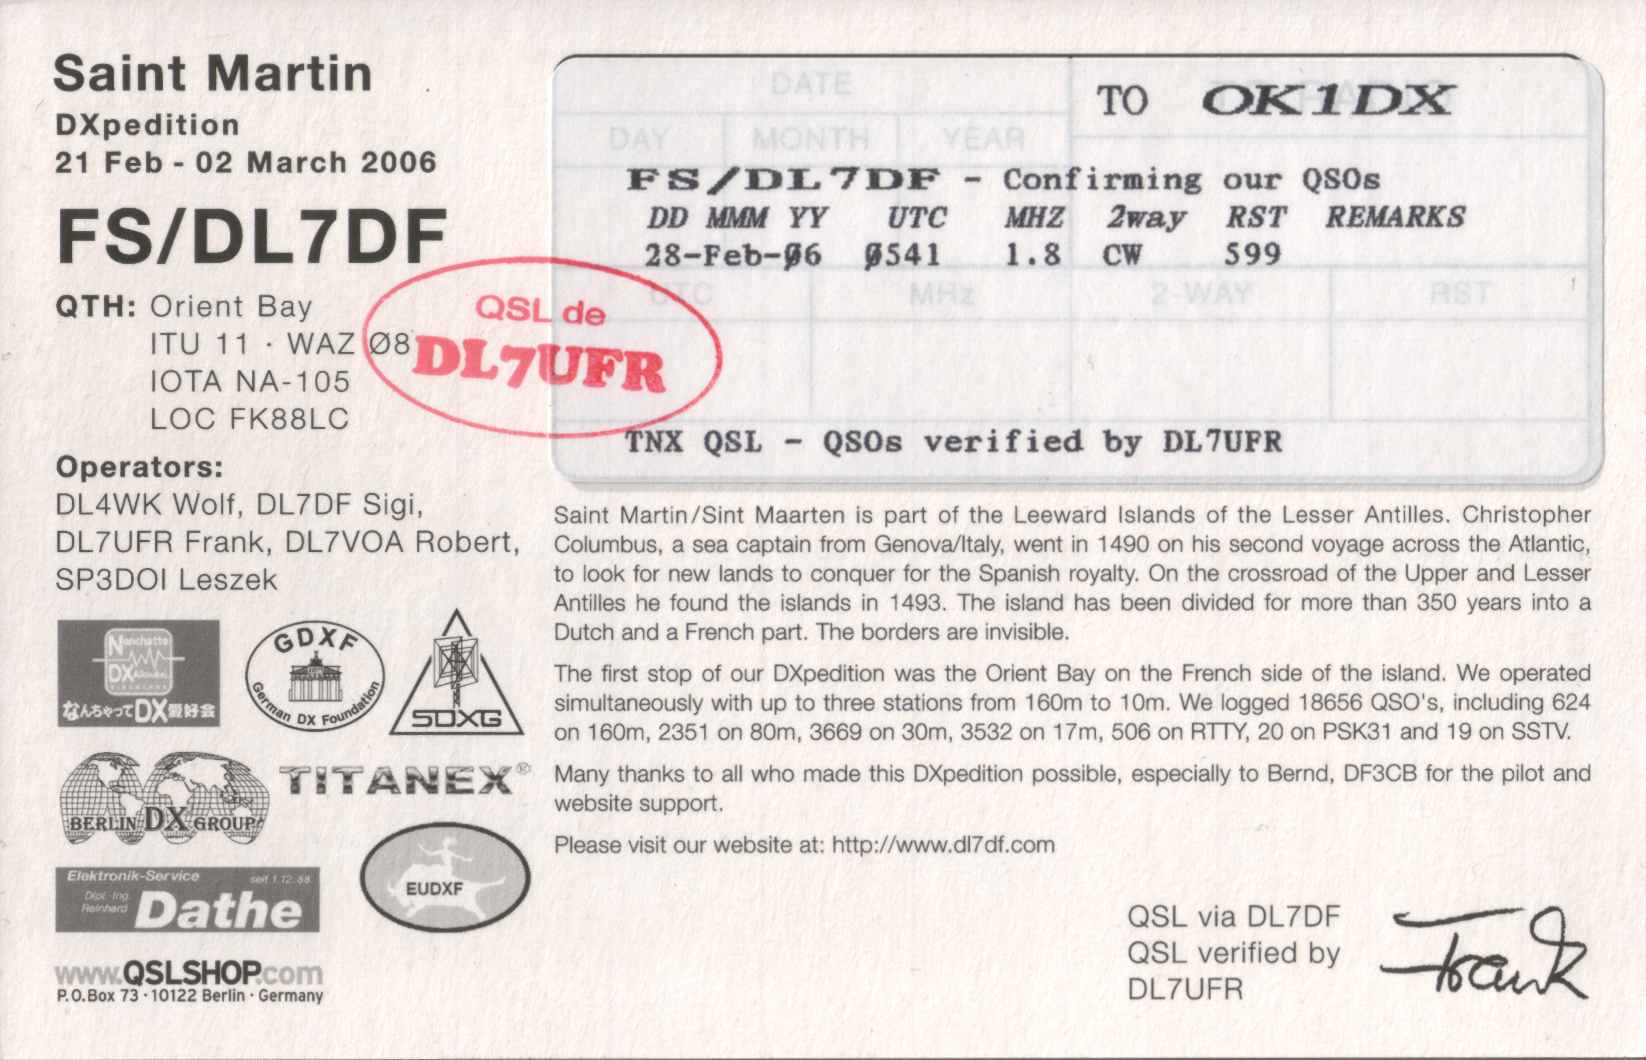 Saint Martin
DXpedition
21 Feb - 02 March 2006
FS/DL7DF
QTH: Orient Bay
ITU 11 · WAZ Ø8
IOTA NA-105
LOC FK88LC
Operators:
DL4WK Wolf, DL7DF Sigi,
DL7UFR Frank, DL7VOA Robert,
SP3DOI Leszek
QSL de
DL7UFR
DATE
TO RADIO
TO OK1DX
DAY MONTH YEAR
FS/DL7DF - Confirming our QSOs
DD MMM YY UTC MHZ 2way RST REMARKS
28-Feb-Ø6 Ø541 1.8 CW 599
UTC MHz 2-WAY RST
TNX QSL - QSOs verified by DL7UFR
Saint Martin/Sint Maarten is part of the Leeward Islands of the Lesser Antilles. Christopher
Columbus, a sea captain from Genova/Italy, went in 1490 on his second voyage across the Atlantic,
to look for new lands to conquer for the Spanish royalty. On the crossroad of the Upper and Lesser
Antilles he found the islands in 1493. The island has been divided for more than 350 years into a
Dutch and a French part. The borders are invisible.
The first stop of our DXpedition was the Orient Bay on the French side of the island. We operated
simultaneously with up to three stations from 160m to 10m. We logged 18656 QSO's, including 624
on 160m, 2351 on 80m, 3669 on 30m, 3532 on 17m, 506 on RTTY, 20 on PSK31 and 19 on SSTV.
Many thanks to all who made this DXpedition possible, especially to Bernd, DF3CB for the pilot and
website support.
Please visit our website at: http://www.dl7df.com
QSL via DL7DF
QSL verified by
DL7UFR
Frank
Nanchatte
DX
なんちゃってDX愛好会
GDXF
German DX Foundation
SDXG
BERLIN DX GROUP
TITANEX®
Elektronik-Service seit 1.12.88
Dipl.-Ing.
Reinhard
Dathe
EUDXF
www.QSLSHOP.com
P.O.Box 73 · 10122 Berlin · Germany